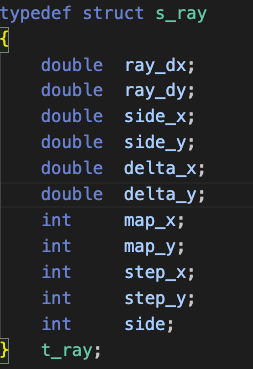 typedef struct s_ray
{
    double  ray_dx;
    double  ray_dy;
    double  side_x;
    double  side_y;
    double  delta_x;
    double  delta_y;
    int     map_x;
    int     map_y;
    int     step_x;
    int     step_y;
    int     side;
}   t_ray;